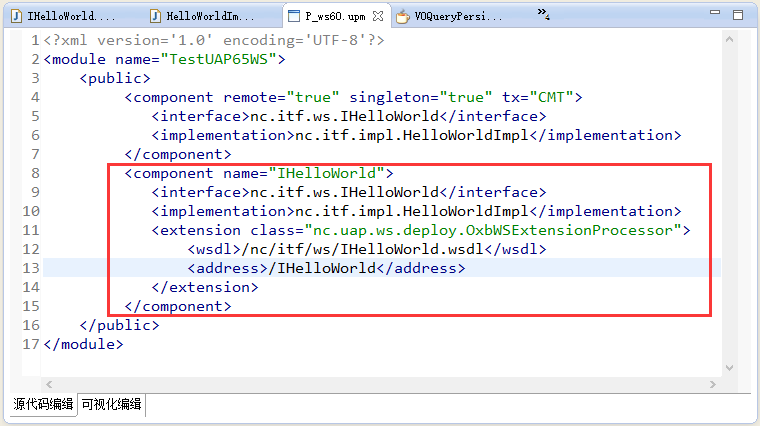 IHelloWorld.... HelloWorldIm... P_ws60.upm VOQueryPersi... »4
1 <?xml version='1.0' encoding='UTF-8'?>
2 <module name="TestUAP65WS">
3 <public>
4 <component remote="true" singleton="true" tx="CMT">
5 <interface>nc.itf.ws.IHelloWorld</interface>
6 <implementation>nc.itf.impl.HelloWorldImpl</implementation>
7 </component>
8 <component name="IHelloWorld">
9 <interface>nc.itf.ws.IHelloWorld</interface>
10 <implementation>nc.itf.impl.HelloWorldImpl</implementation>
11 <extension class="nc.uap.ws.deploy.OxbWSExtensionProcessor">
12 <wsdl>/nc/itf/ws/IHelloWorld.wsdl</wsdl>
13 <address>/IHelloWorld</address>
14 </extension>
15 </component>
16 </public>
17 </module>
源代码编辑 可视化编辑